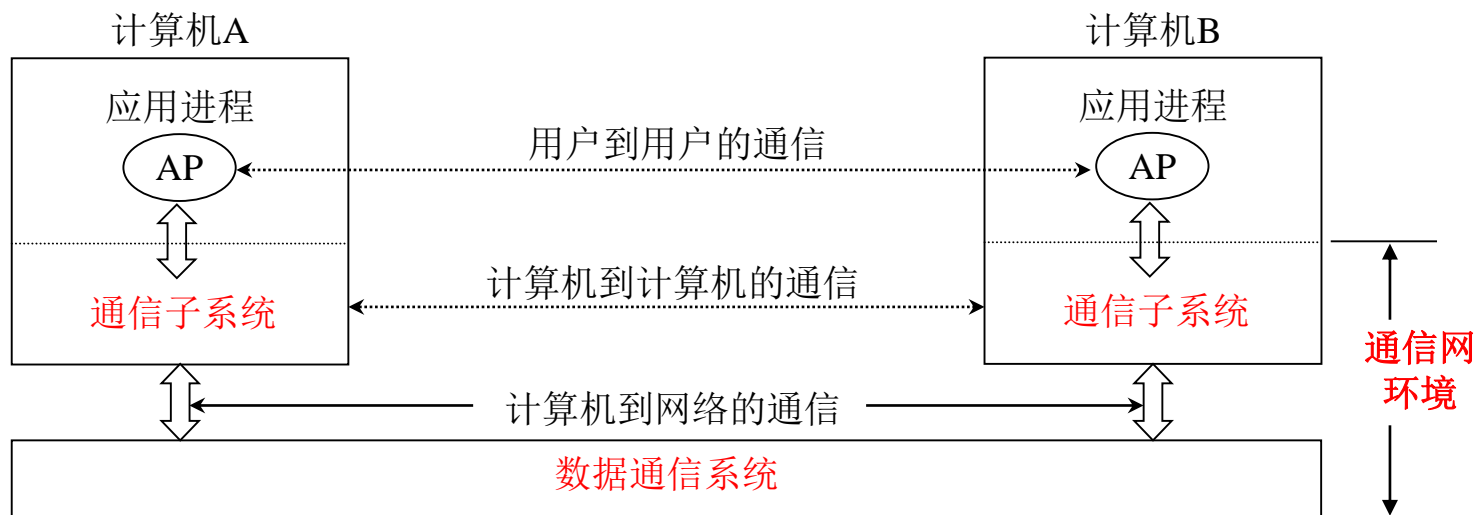 计算机A
计算机B
应用进程
应用进程
AP
用户到用户的通信
AP
计算机到计算机的通信
通信子系统
通信子系统
通信网
环境
计算机到网络的通信
数据通信系统